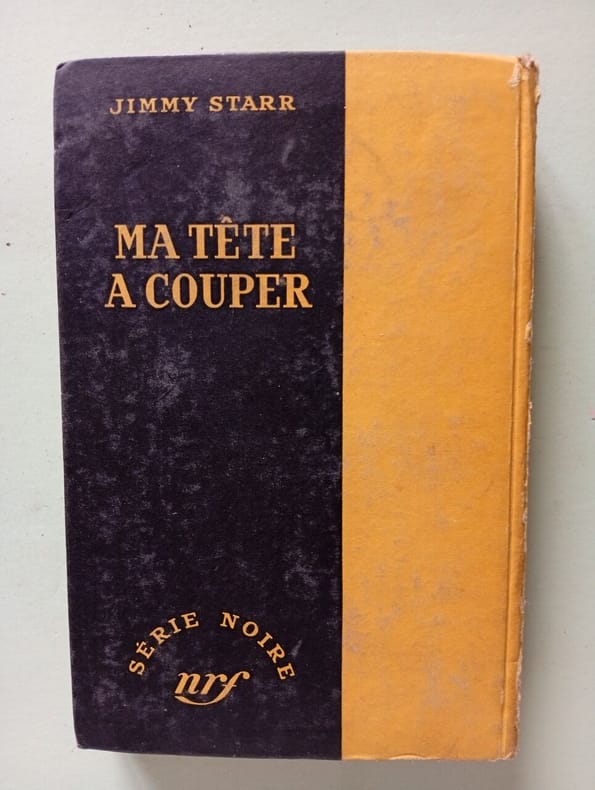 JIMMY STARR
MA TÊTE
A COUPER
SÉRIE NOIRE
nrf